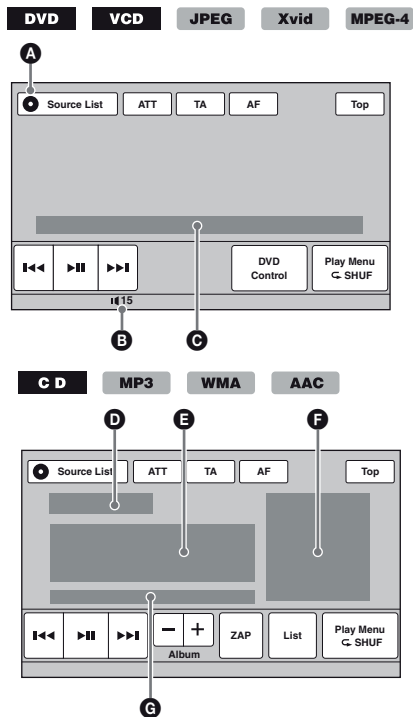 DVD VCD JPEG Xvid MPEG-4
A
Source List ATT TA AF Top
DVD Control Play Menu SHUF
15
B C
C D MP3 WMA AAC
D E F
Source List ATT TA AF Top
− + ZAP List Play Menu SHUF
Album
G